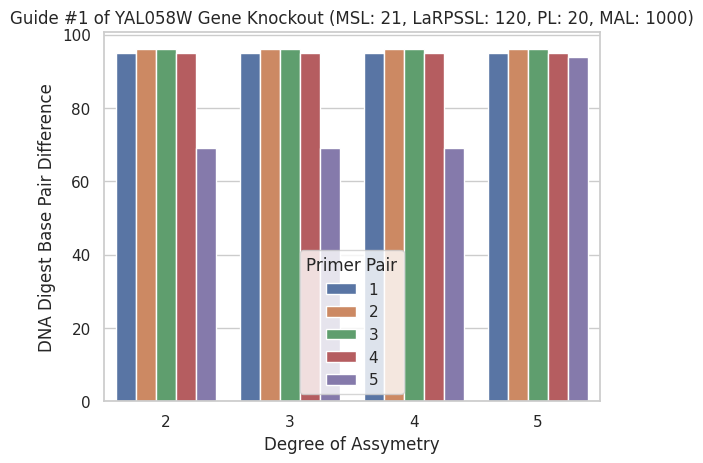 Guide #1 of YAL058W Gene Knockout (MSL: 21, LaRPSSL: 120, PL: 20, MAL: 1000)
100
80
60
40
20
0
DNA Digest Base Pair Difference
Primer Pair
1
2
3
4
5
2 3 4 5
Degree of Assymetry